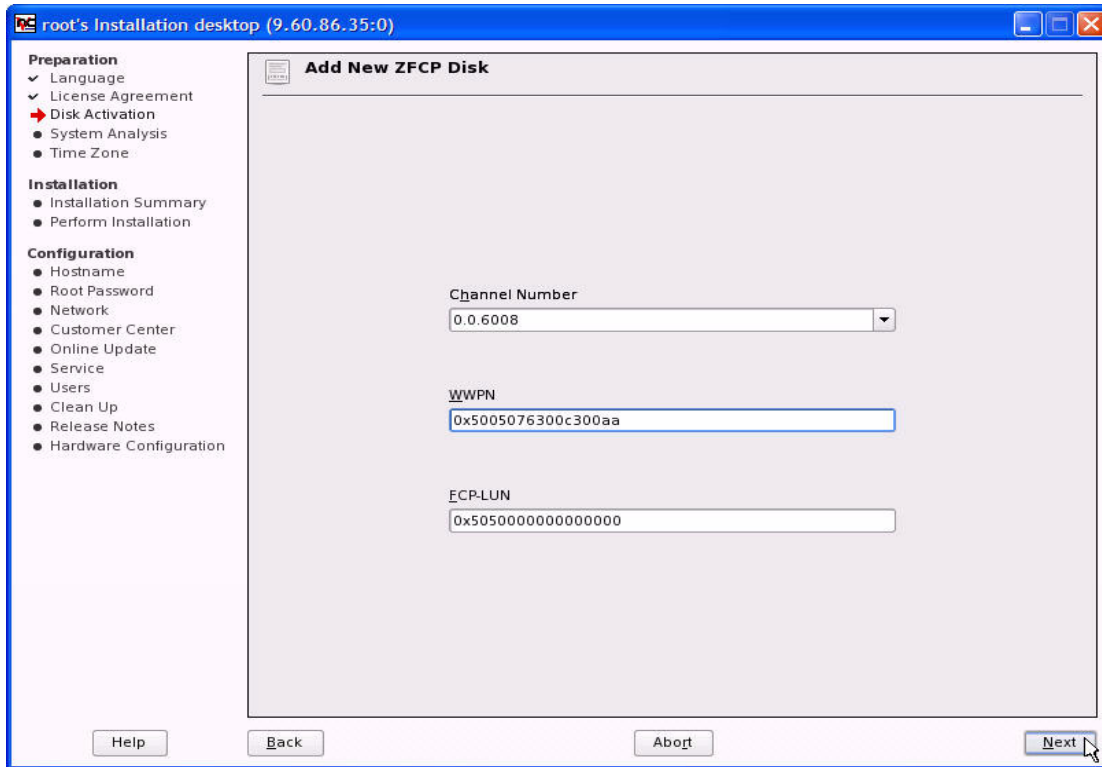 root's Installation desktop (9.60.86.35:0)
Preparation
Language
License Agreement
Disk Activation
System Analysis
Time Zone
Installation
Installation Summary
Perform Installation
Configuration
Hostname
Root Password
Network
Customer Center
Online Update
Service
Users
Clean Up
Release Notes
Hardware Configuration
Add New ZFCP Disk
Channel Number
0.0.6008
WWPN
0x5005076300c300aa
FCP-LUN
0x5050000000000000
Help
Back
Abort
Next